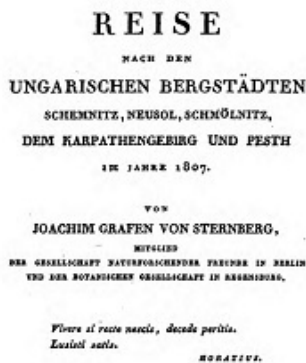 REISE
NACH DEN
UNGARISCHEN BERGSTÄDTEN
SCHEMNITZ, NEUSOL, SCHMÖLNITZ,
DEM KARPATHENGEBIRG UND PESTH
IM JAHRE 1807.
VON
JOACHIM GRAFEN VON STERNBERG,
MITGLIED
DER GESELLSCHAFT NATURFORSCHENDER FREUNDE IN BERLIN
UND DER BOTANISCHEN GESELLSCHAFT IN REGENSBURG.
Vivere si recte nescis, decede peritis.
Lusisti satis.
HORATIUS.